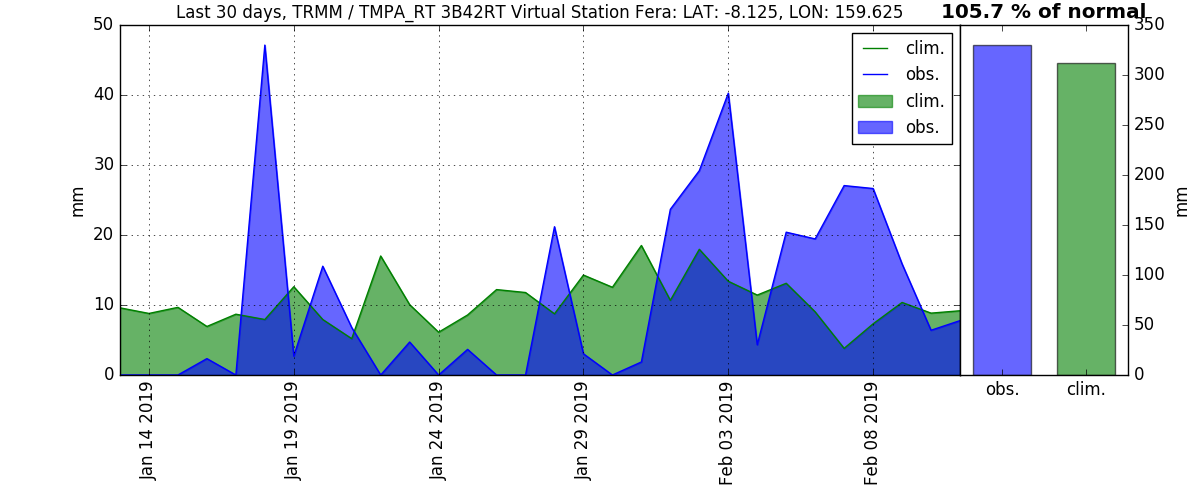 Last 30 days, TRMM / TMPA_RT 3B42RT Virtual Station Fera: LAT: -8.125, LON: 159.625
105.7 % of normal
50
40
30
20
10
0
mm
clim.
obs.
clim.
obs.
350
300
250
200
150
100
50
0
mm
Jan 14 2019
Jan 19 2019
Jan 24 2019
Jan 29 2019
Feb 03 2019
Feb 08 2019
obs.
clim.